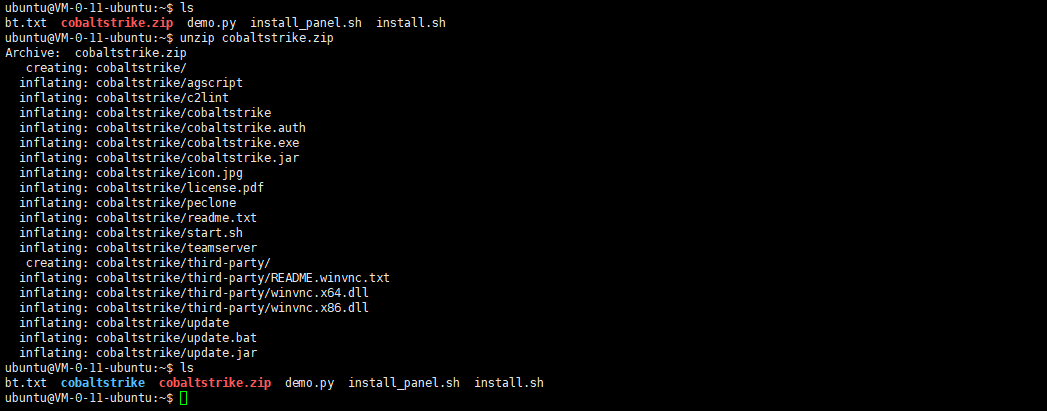 ubuntu@VM-0-11-ubuntu:~$ ls
bt.txt  cobaltstrike.zip  demo.py  install_panel.sh  install.sh
ubuntu@VM-0-11-ubuntu:~$ unzip cobaltstrike.zip
Archive:  cobaltstrike.zip
   creating: cobaltstrike/
  inflating: cobaltstrike/agscript
  inflating: cobaltstrike/c2lint
  inflating: cobaltstrike/cobaltstrike
  inflating: cobaltstrike/cobaltstrike.auth
  inflating: cobaltstrike/cobaltstrike.exe
  inflating: cobaltstrike/cobaltstrike.jar
  inflating: cobaltstrike/icon.jpg
  inflating: cobaltstrike/license.pdf
  inflating: cobaltstrike/peclone
  inflating: cobaltstrike/readme.txt
  inflating: cobaltstrike/start.sh
  inflating: cobaltstrike/teamserver
   creating: cobaltstrike/third-party/
  inflating: cobaltstrike/third-party/README.winvnc.txt
  inflating: cobaltstrike/third-party/winvnc.x64.dll
  inflating: cobaltstrike/third-party/winvnc.x86.dll
  inflating: cobaltstrike/update
  inflating: cobaltstrike/update.bat
  inflating: cobaltstrike/update.jar
ubuntu@VM-0-11-ubuntu:~$ ls
bt.txt  cobaltstrike  cobaltstrike.zip  demo.py  install_panel.sh  install.sh
ubuntu@VM-0-11-ubuntu:~$